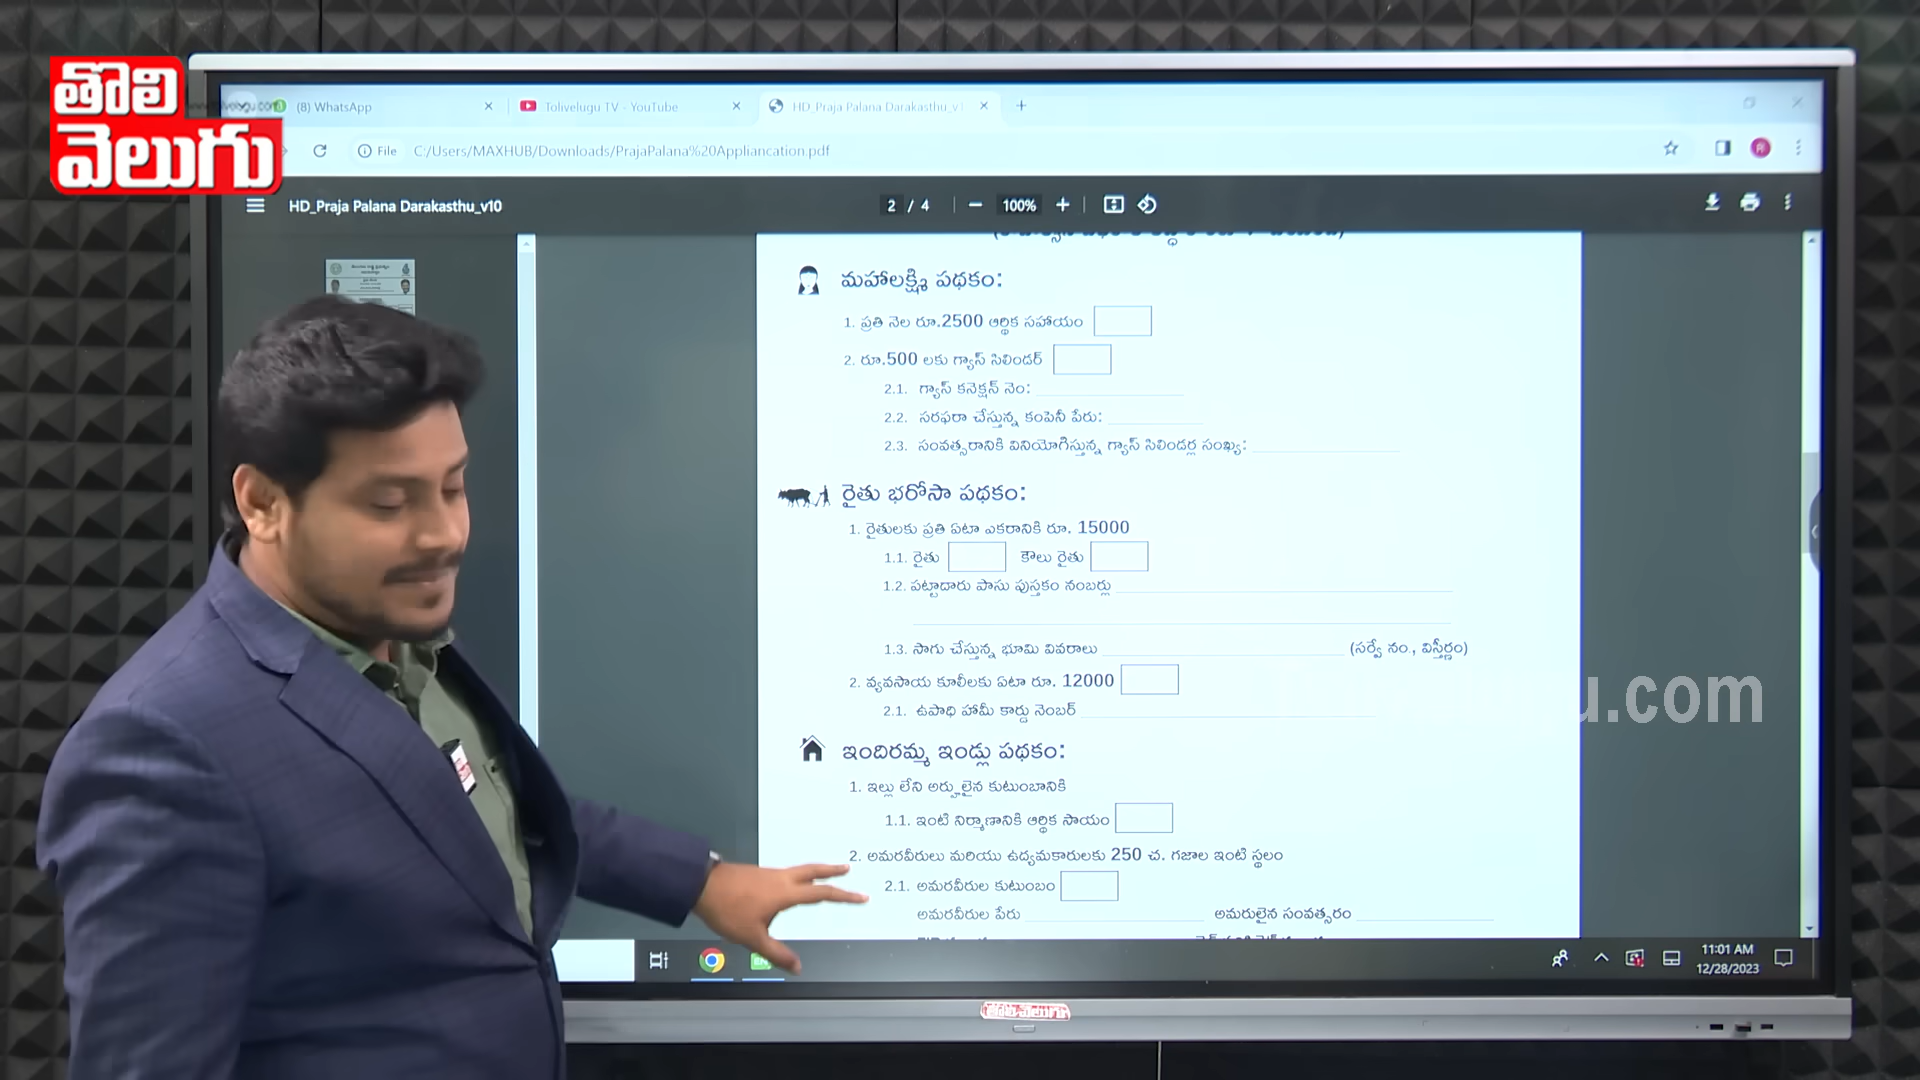 తొలి
వెలుగు
(8) WhatsApp
Tolivelugu TV - YouTube
HD_Praja Palana Darakasthu_v1
File
C:/Users/MAXHUB/Downloads/PrajaPalana%20Appliancation.pdf
HD_Praja Palana Darakasthu_v10
2 / 4
100%
మహాలక్ష్మి పథకం:
1. ప్రతి నెల రూ.2500 ఆర్థిక సహాయం
2. రూ.500 లకు గ్యాస్ సిలిండర్
2.1. గ్యాస్ కనెక్షన్ నెం:
2.2. సరఫరా చేస్తున్న కంపెనీ పేరు:
2.3. సంవత్సరానికి వినియోగిస్తున్న గ్యాస్ సిలిండర్ల సంఖ్య:
రైతు భరోసా పథకం:
1. రైతులకు ప్రతి ఏటా ఎకరానికి రూ. 15000
1.1. రైతు కౌలు రైతు
1.2. పట్టాదారు పాసు పుస్తకం నంబర్లు
1.3. సాగు చేస్తున్న భూమి వివరాలు (సర్వే నం., విస్తీర్ణం)
2. వ్యవసాయ కూలీలకు ఏటా రూ. 12000
2.1. ఉపాధి హామీ కార్డు నెంబర్
u.com
ఇందిరమ్మ ఇండ్లు పథకం:
1. ఇల్లు లేని అర్హులైన కుటుంబానికి
1.1. ఇంటి నిర్మాణానికి ఆర్థిక సాయం
2. అమరవీరులు మరియు ఉద్యమకారులకు 250 చ. గజాల ఇంటి స్థలం
2.1. అమరవీరుల కుటుంబం
అమరవీరుల పేరు అమరులైన సంవత్సరం
11:01 AM
12/28/2023
తొలివెలుగు